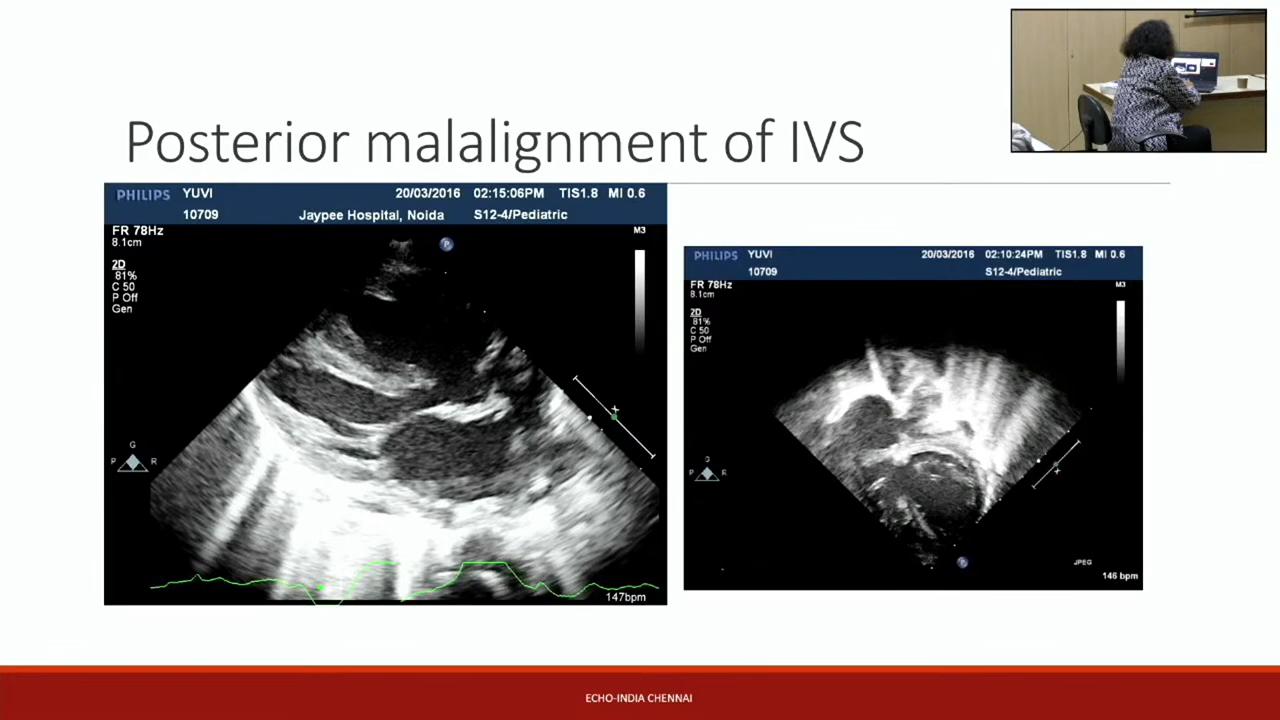 Posterior malalignment of IVS
PHILIPS YUVI 20/03/2016 02:15:06PM TIS1.8 MI 0.6
10709 Jaypee Hospital, Noida S12-4/Pediatric
FR 78Hz M3
8.1cm
2D
81%
C 50
P Off
Gen
P
G
P R
147bpm
PHILIPS YUVI 20/03/2016 02:10:24PM TIS1.8 MI 0.6
10709 S12-4/Pediatric
FR 78Hz M3
8.1cm
2D
81%
C 50
P Off
Gen
G
P R
P
JPEG
146 bpm
ECHO-INDIA CHENNAI